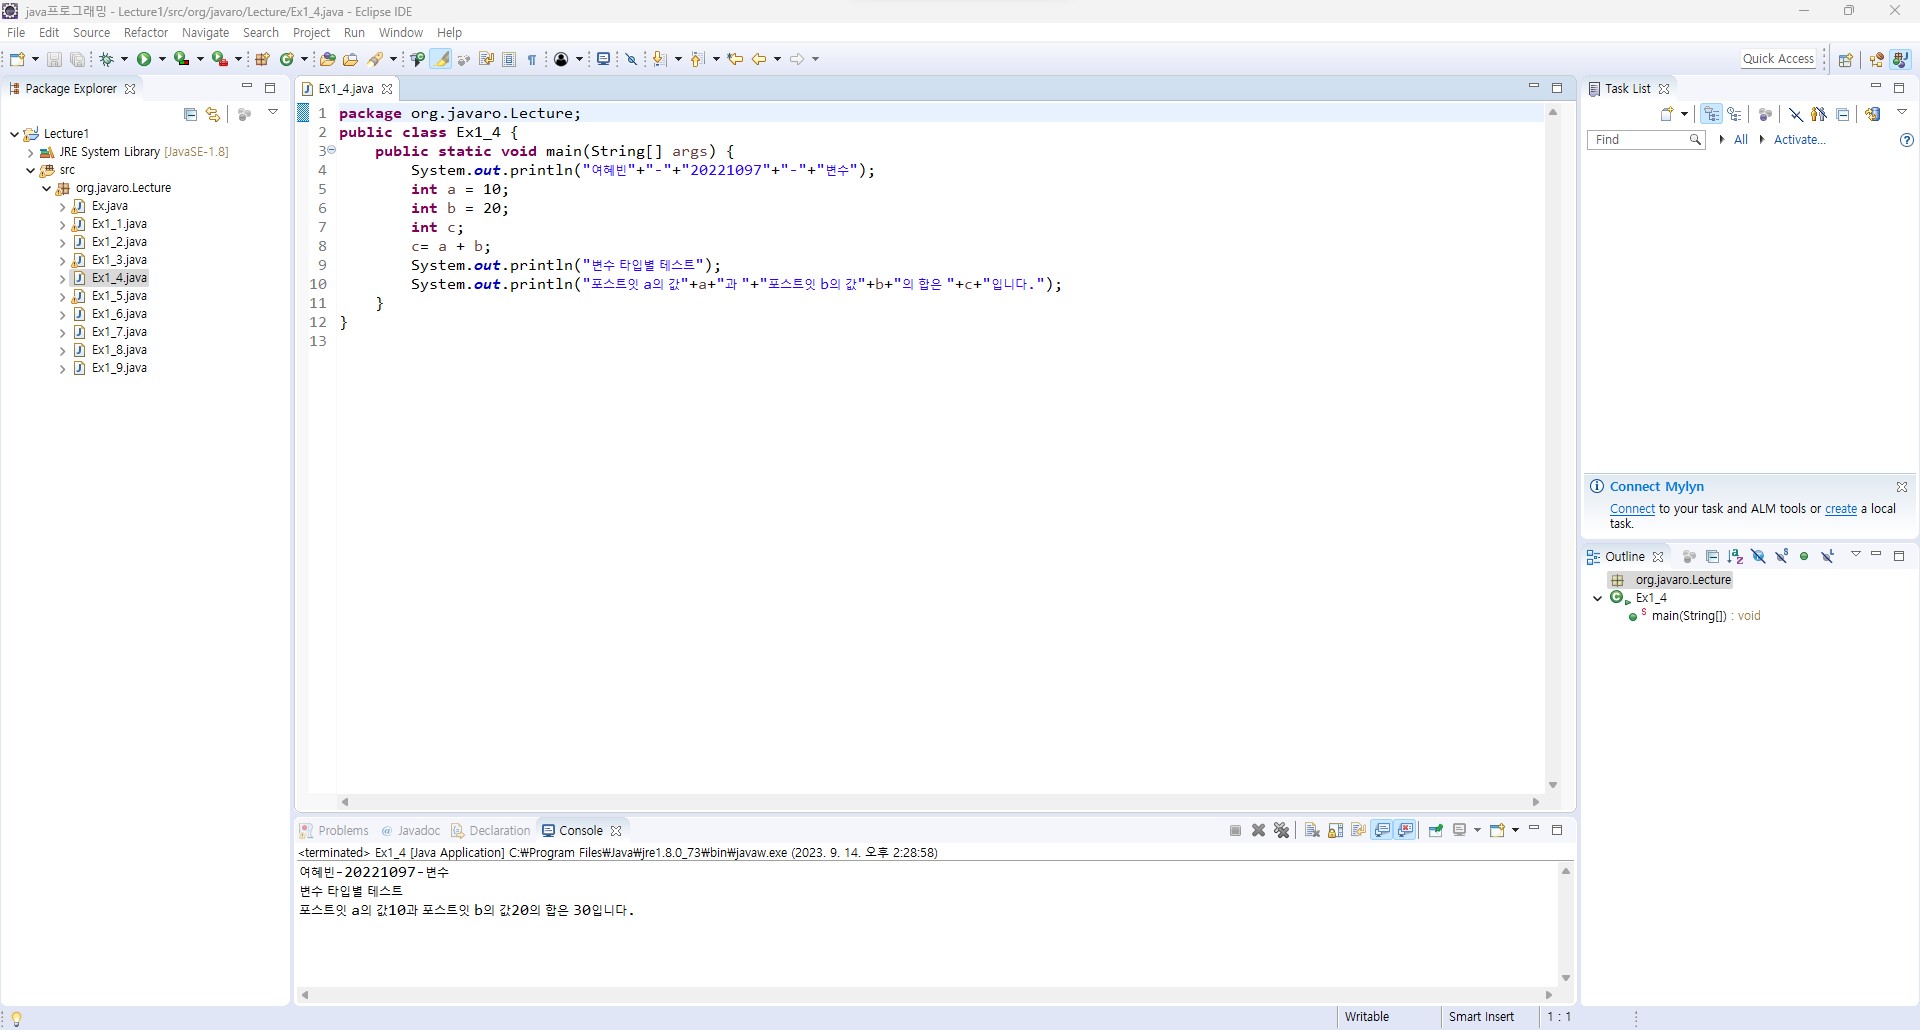 java프로그래밍 - Lecture1/src/org/javaro/Lecture/Ex1_4.java - Eclipse IDE
File Edit Source Refactor Navigate Search Project Run Window Help
Quick Access
Package Explorer
Lecture1
JRE System Library [JavaSE-1.8]
src
org.javaro.Lecture
Ex.java
Ex1_1.java
Ex1_2.java
Ex1_3.java
Ex1_4.java
Ex1_5.java
Ex1_6.java
Ex1_7.java
Ex1_8.java
Ex1_9.java
Ex1_4.java
1 package org.javaro.Lecture;
2 public class Ex1_4 {
3 public static void main(String[] args) {
4 System.out.println("여혜빈"+"-"+"20221097"+"-"+"변수");
5 int a = 10;
6 int b = 20;
7 int c;
8 c= a + b;
9 System.out.println("변수 타입별 테스트");
10 System.out.println("포스트잇 a의 값"+a+"과 "+"포스트잇 b의 값"+b+"의 합은 "+c+"입니다.");
11 }
12 }
13
Problems @ Javadoc Declaration Console
<terminated> Ex1_4 [Java Application] C:₩Program Files₩Java₩jre1.8.0_73₩bin₩javaw.exe (2023. 9. 14. 오후 2:28:58)
여혜빈-20221097-변수
변수 타입별 테스트
포스트잇 a의 값10과 포스트잇 b의 값20의 합은 30입니다.
Task List
Find All Activate...
Connect Mylyn
Connect to your task and ALM tools or create a local
task.
Outline
org.javaro.Lecture
Ex1_4
main(String[]) : void
Writable Smart Insert 1 : 1